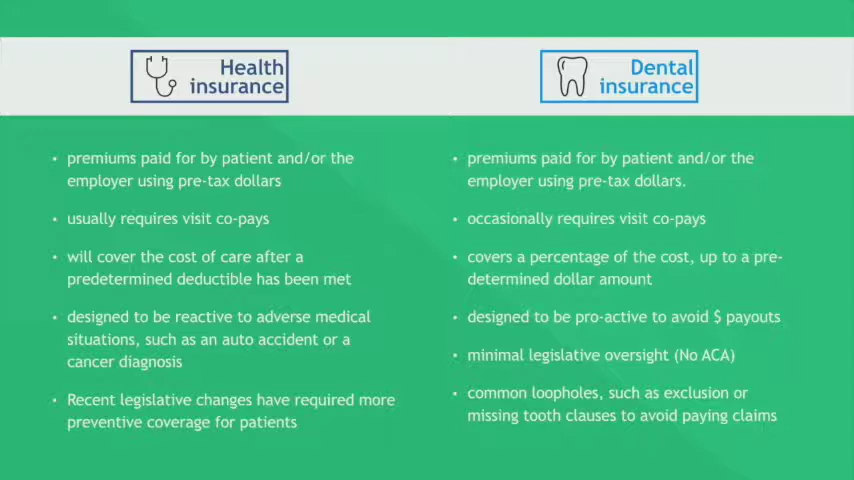 Health
insurance
• premiums paid for by patient and/or the
employer using pre-tax dollars
• usually requires visit co-pays
• will cover the cost of care after a
predetermined deductible has been met
• designed to be reactive to adverse medical
situations, such as an auto accident or a
cancer diagnosis
• Recent legislative changes have required more
preventive coverage for patients
Dental
insurance
• premiums paid for by patient and/or the
employer using pre-tax dollars.
• occasionally requires visit co-pays
• covers a percentage of the cost, up to a pre-
determined dollar amount
• designed to be pro-active to avoid $ payouts
• minimal legislative oversight (No ACA)
• common loopholes, such as exclusion or
missing tooth clauses to avoid paying claims